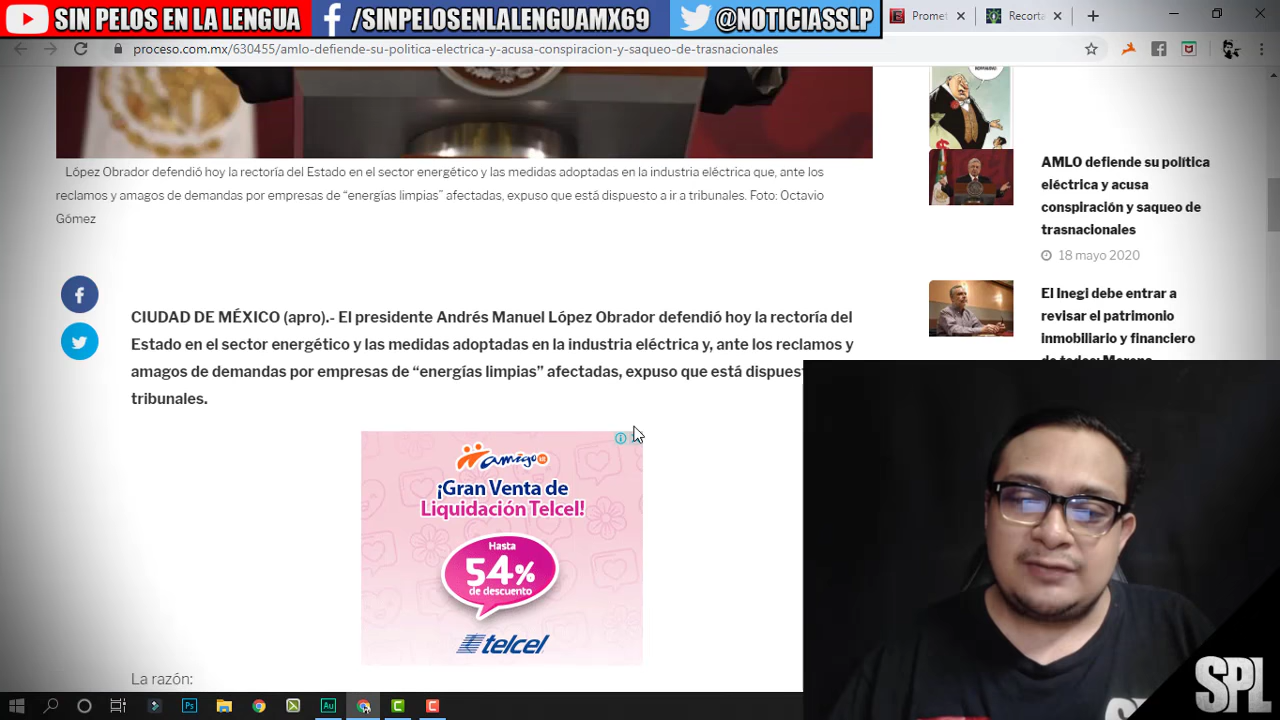 SIN PELOS EN LA LENGUA
/SINPELOSENLALENGUAMX69
@NOTICIASSLP
Promet
Recorta
proceso.com.mx/630455/amlo-defiende-su-politica-electrica-y-acusa-conspiracion-y-saqueo-de-trasnacionales
López Obrador defendió hoy la rectoría del Estado en el sector energético y las medidas adoptadas en la industria eléctrica que, ante los
reclamos y amagos de demandas por empresas de “energías limpias” afectadas, expuso que está dispuesto a ir a tribunales. Foto: Octavio
Gómez
AMLO defiende su política
eléctrica y acusa
conspiración y saqueo de
trasnacionales
18 mayo 2020
El Inegi debe entrar a
revisar el patrimonio
inmobiliario y financiero
de todos: Morena
CIUDAD DE MÉXICO (apro).- El presidente Andrés Manuel López Obrador defendió hoy la rectoría del
Estado en el sector energético y las medidas adoptadas en la industria eléctrica y, ante los reclamos y
amagos de demandas por empresas de “energías limpias” afectadas, expuso que está dispues
tribunales.
amigo
¡Gran Venta de
Liquidación Telcel!
Hasta
54%
de descuento
telcel
La razón:
Ps
Au
SPL